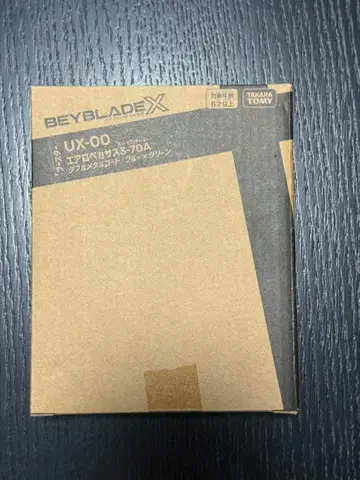 BEYBLADE X
対象年齢
6才以上
TAKARA
TOMY
UX-00
エアロペガサス3-70A
ダブルメタルコート ブルー×グリーン